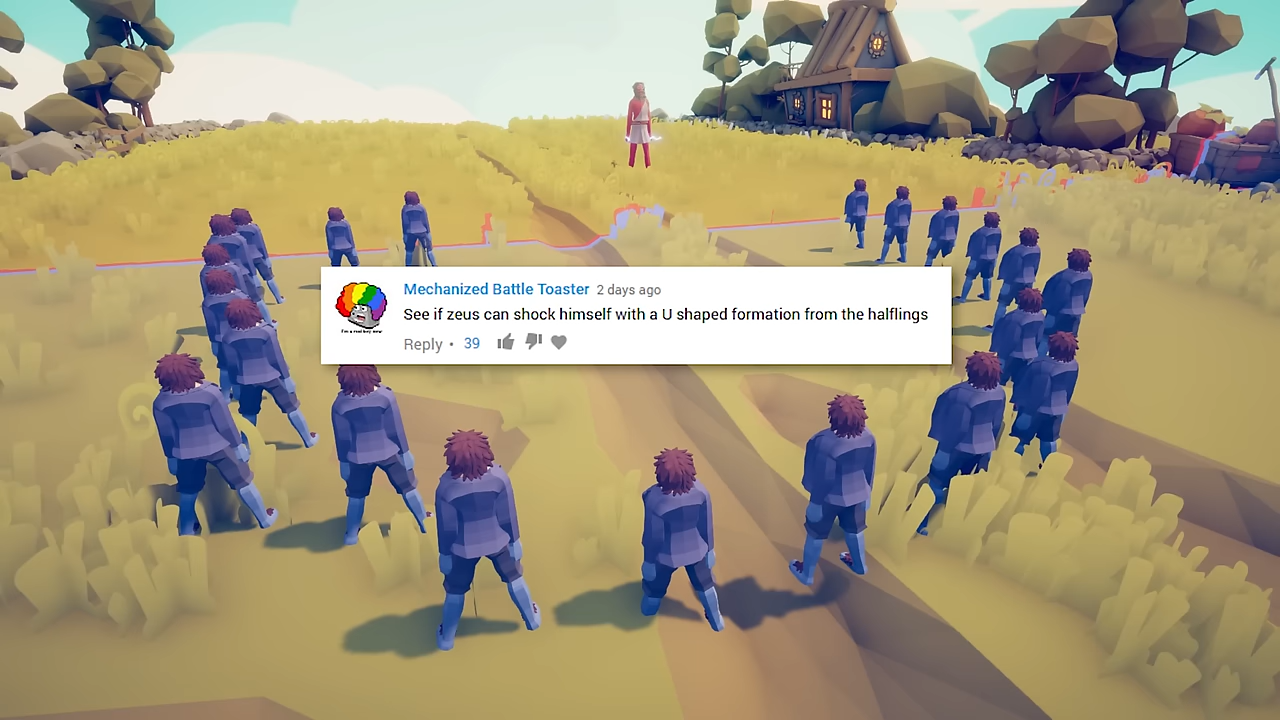 Mechanized Battle Toaster 2 days ago
See if zeus can shock himself with a U shaped formation from the halflings
Reply • 39